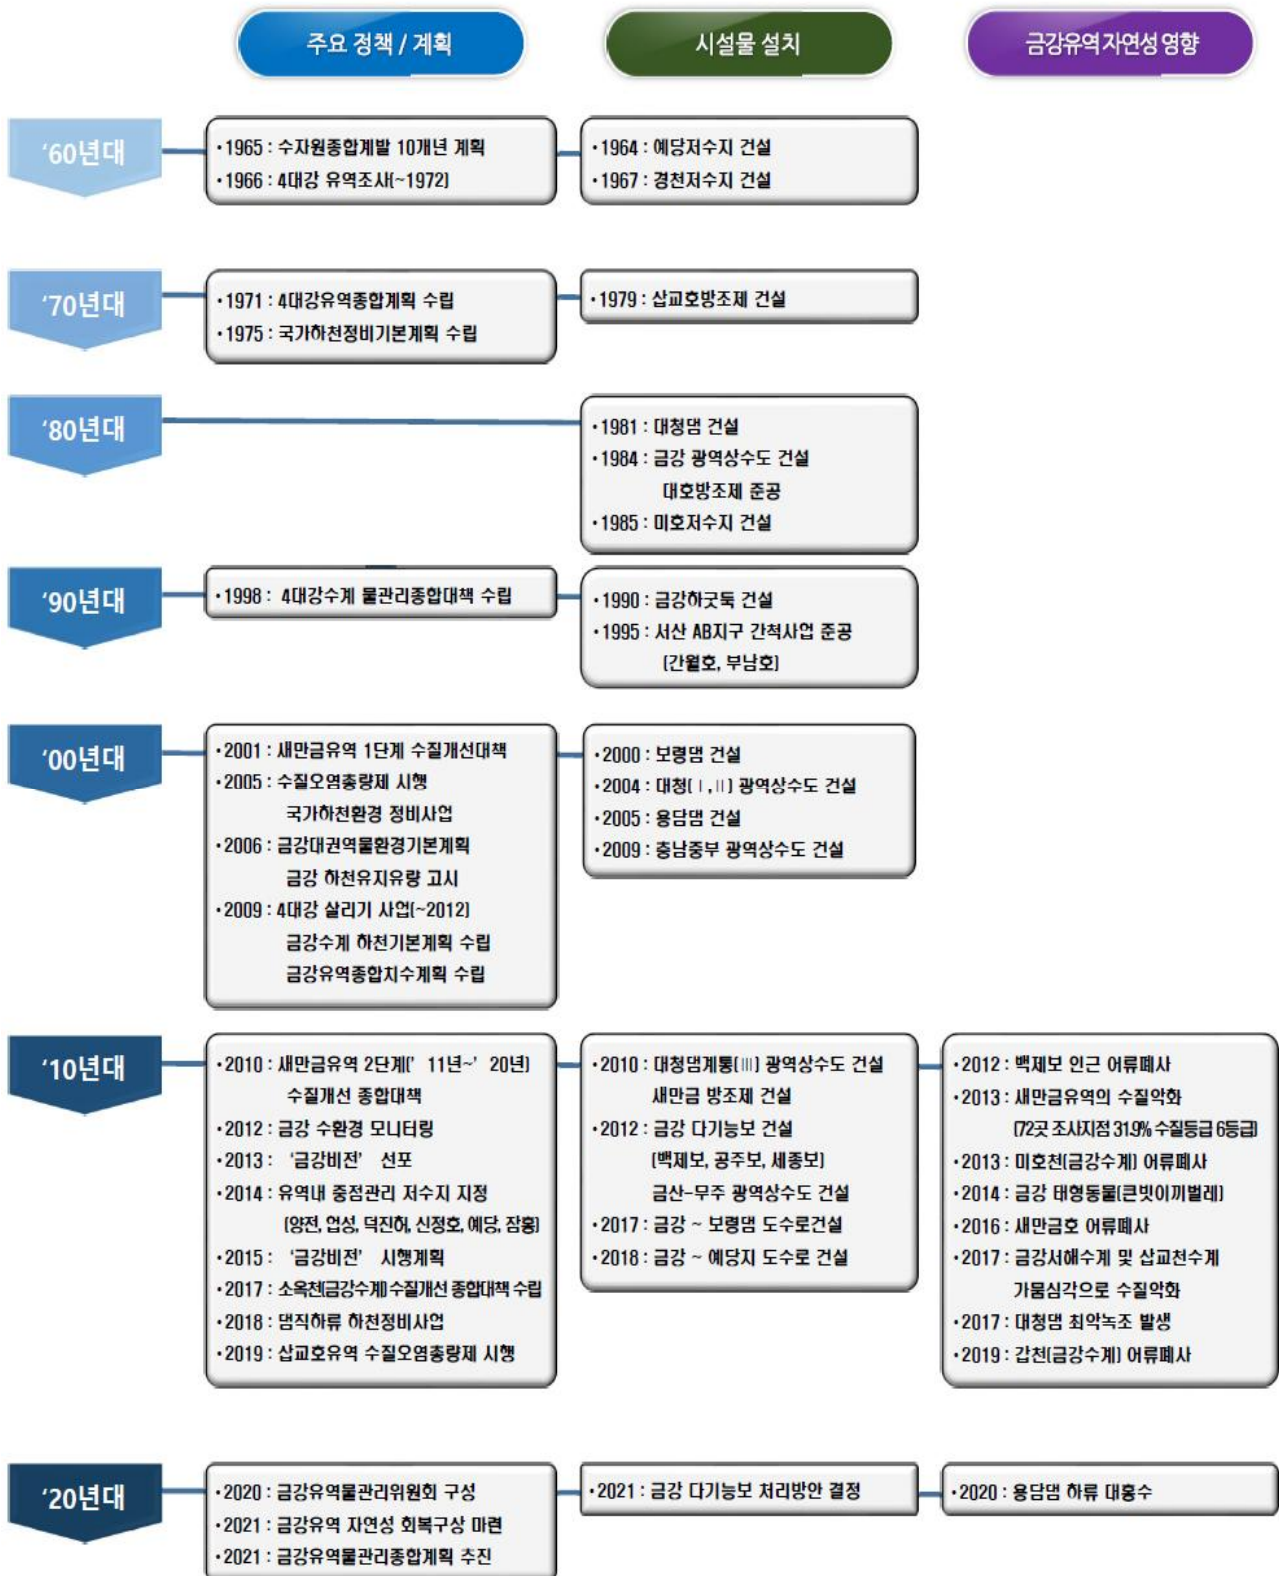 주요 정책 / 계획
시설물 설치
금강유역 자연성 영향
‘60년대
•1965 : 수자원종합계발 10개년 계획
•1966 : 4대강 유역조사(~1972)
•1964 : 예당저수지 건설
•1967 : 경천저수지 건설
‘70년대
•1971 : 4대강유역종합계획 수립
•1975 : 국가하천정비기본계획 수립
•1979 : 삽교호방조제 건설
‘80년대
•1981 : 대청댐 건설
•1984 : 금강 광역상수도 건설
대호방조제 준공
•1985 : 미호저수지 건설
‘90년대
•1998 : 4대강수계 물관리종합대책 수립
•1990 : 금강하굿둑 건설
•1995 : 서산 AB지구 간척사업 준공
(간월호, 부남호)
‘00년대
•2001 : 새만금유역 1단계 수질개선대책
•2005 : 수질오염총량제 시행
국가하천환경 정비사업
•2006 : 금강대권역물환경기본계획
금강 하천유지유량 고시
•2009 : 4대강 살리기 사업(~2012)
금강수계 하천기본계획 수립
금강유역종합치수계획 수립
•2000 : 보령댐 건설
•2004 : 대청(Ⅰ,Ⅱ) 광역상수도 건설
•2005 : 용담댐 건설
•2009 : 충남중부 광역상수도 건설
‘10년대
•2010 : 새만금유역 2단계(’ 11년~’ 20년)
수질개선 종합대책
•2012 : 금강 수환경 모니터링
•2013 : ‘금강비전’ 선포
•2014 : 유역내 중점관리 저수지 지정
(양전, 업성, 덕진허, 신정호, 예당, 잠홍)
•2015 : ‘금강비전’ 시행계획
•2017 : 소옥천(금강수계) 수질개선 종합대책 수립
•2018 : 댐직하류 하천정비사업
•2019 : 삽교호유역 수질오염총량제 시행
•2010 : 대청댐계통(Ⅲ) 광역상수도 건설
새만금 방조제 건설
•2012 : 금강 다기능보 건설
(백제보, 공주보, 세종보)
금산-무주 광역상수도 건설
•2017 : 금강 ~ 보령댐 도수로건설
•2018 : 금강 ~ 예당지 도수로 건설
•2012 : 백제보 인근 어류폐사
•2013 : 새만금유역의 수질악화
(72곳 조사지점 31.9% 수질등급 6등급)
•2013 : 미호천(금강수계) 어류폐사
•2014 : 금강 태형동물(큰빗이끼벌레)
•2016 : 새만금호 어류폐사
•2017 : 금강서해수계 및 삽교천수계
가뭄심각으로 수질악화
•2017 : 대청댐 최악녹조 발생
•2019 : 갑천(금강수계) 어류폐사
‘20년대
•2020 : 금강유역물관리위원회 구성
•2021 : 금강유역 자연성 회복구상 마련
•2021 : 금강유역물관리종합계획 추진
•2021 : 금강 다기능보 처리방안 결정
•2020 : 용담댐 하류 대홍수